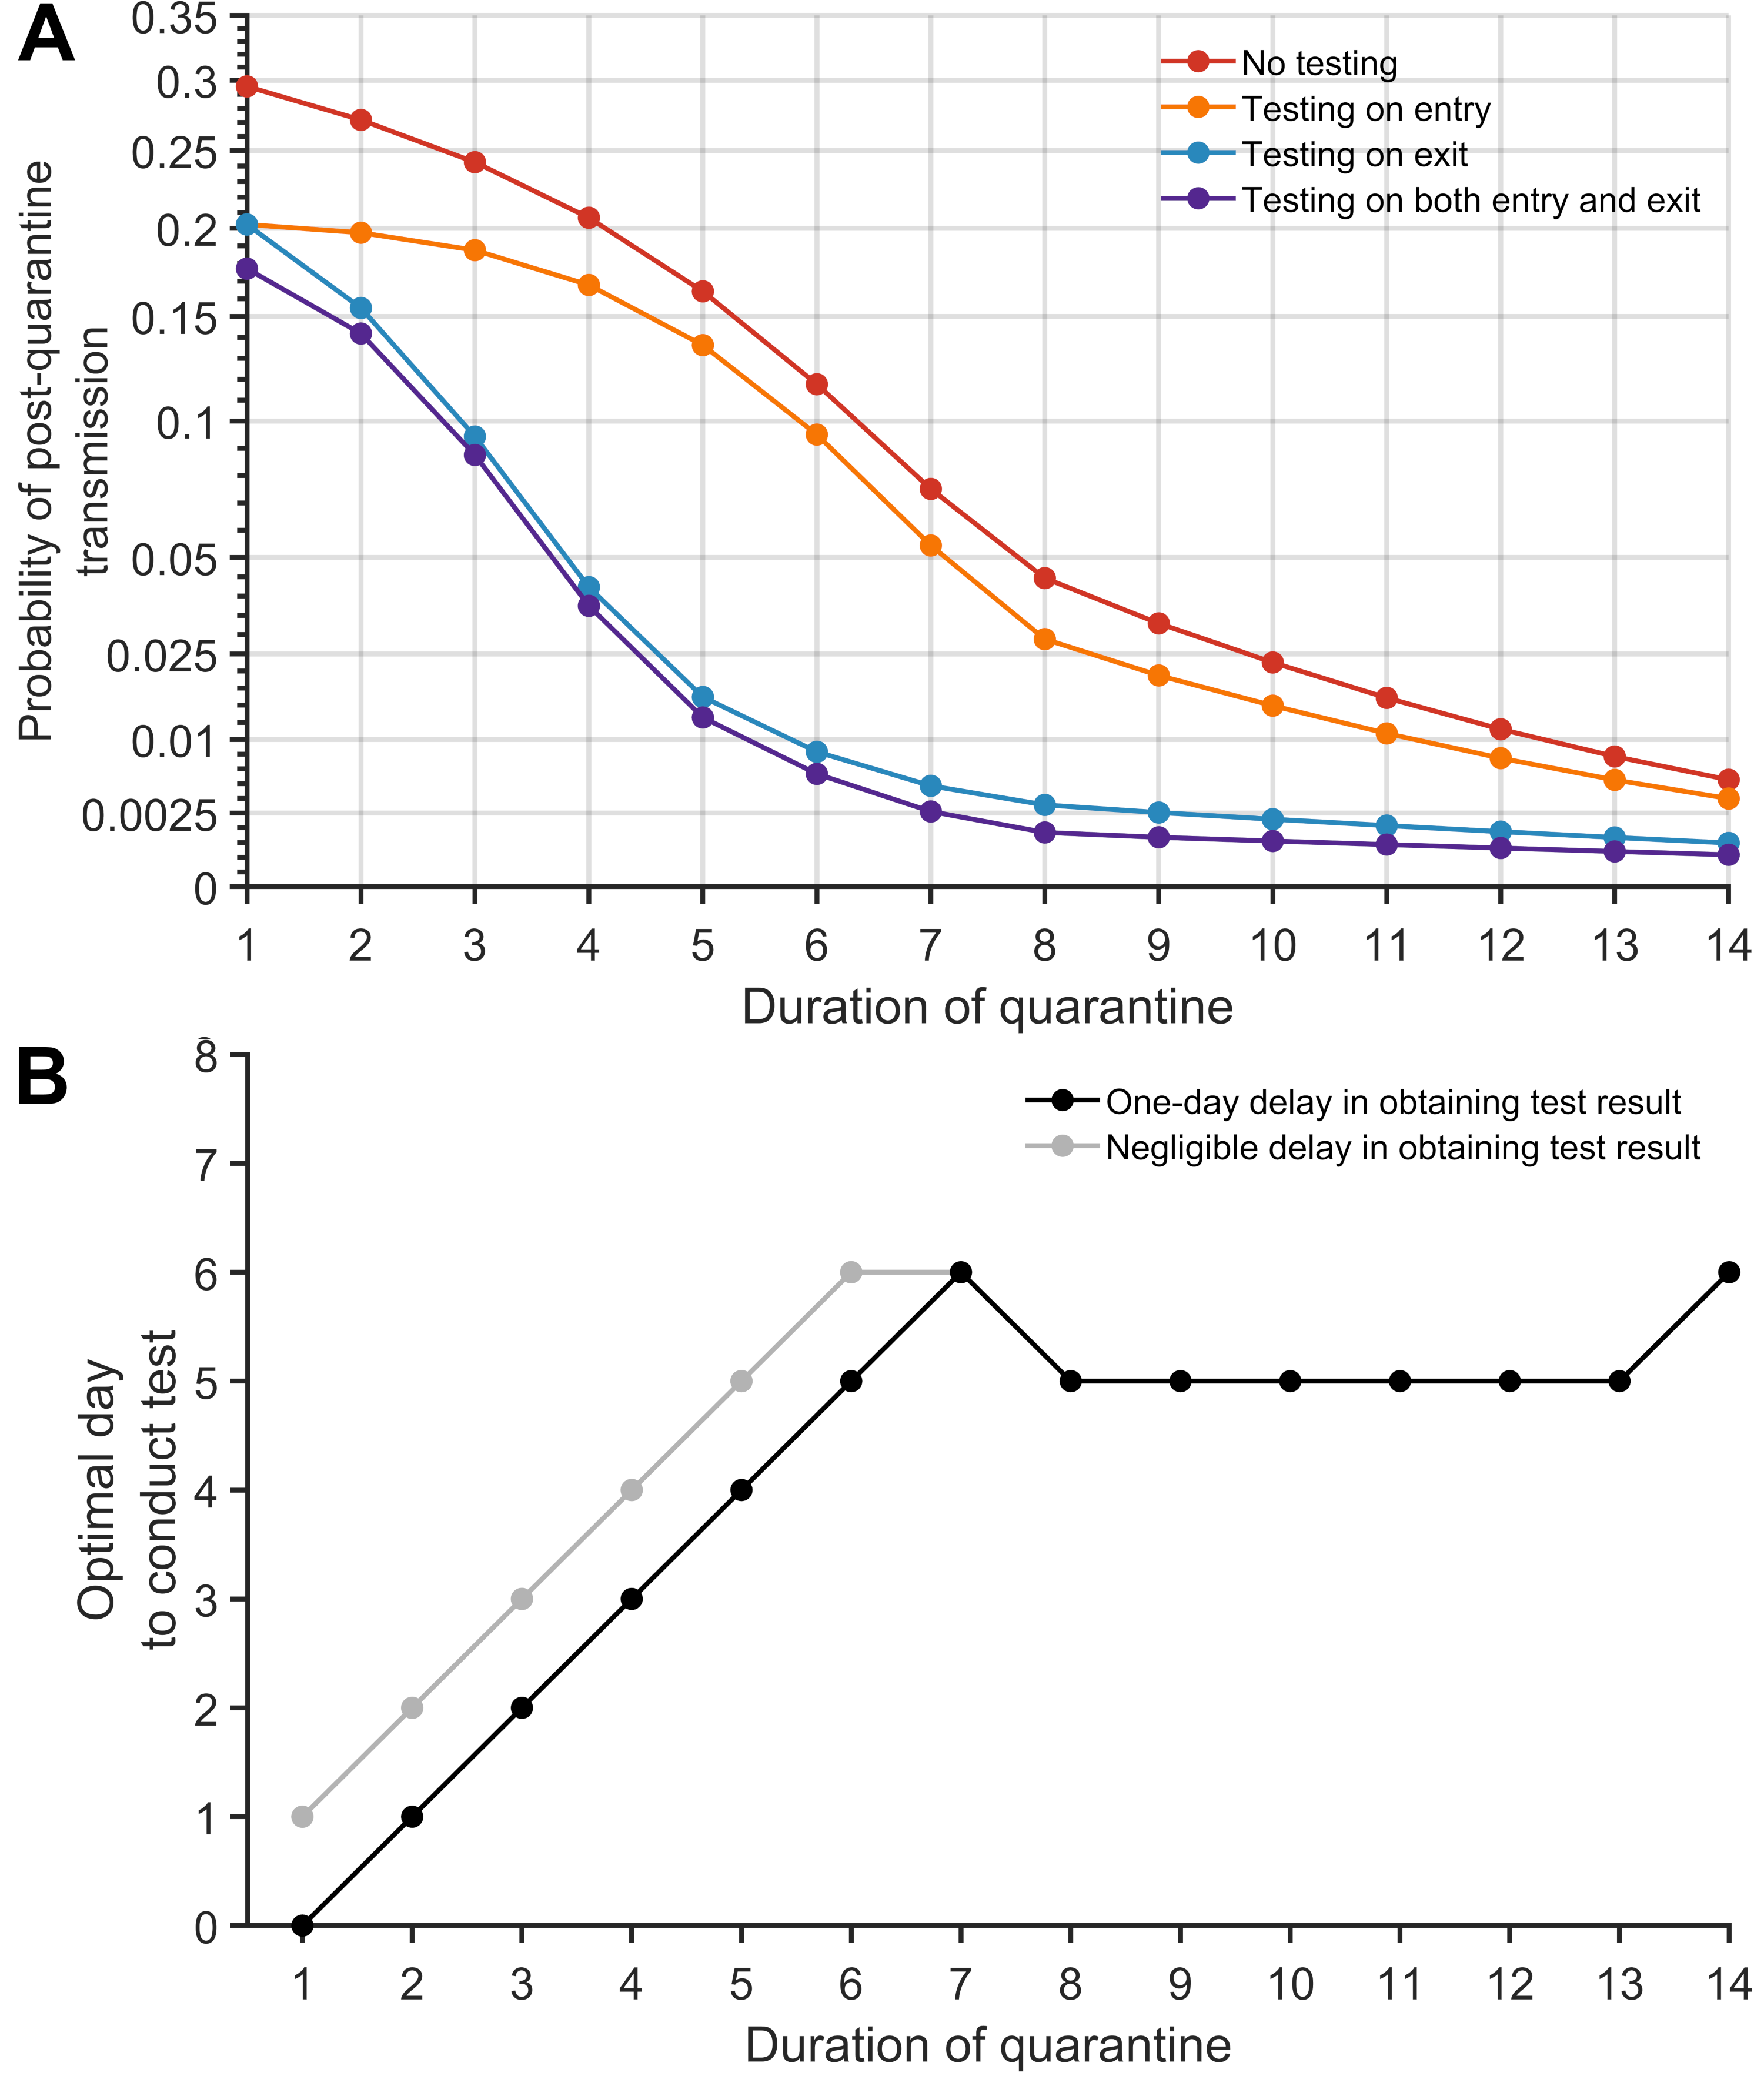 A
0.35
0.3
0.25
0.2
0.15
0.1
0.05
0.025
0.01
0.0025
0
Probability of post-quarantine
transmission
No testing
Testing on entry
Testing on exit
Testing on both entry and exit
1 2 3 4 5 6 7 8 9 10 11 12 13 14
Duration of quarantine
B
8
7
6
5
4
3
2
1
0
Optimal day
to conduct test
One-day delay in obtaining test result
Negligible delay in obtaining test result
1 2 3 4 5 6 7 8 9 10 11 12 13 14
Duration of quarantine